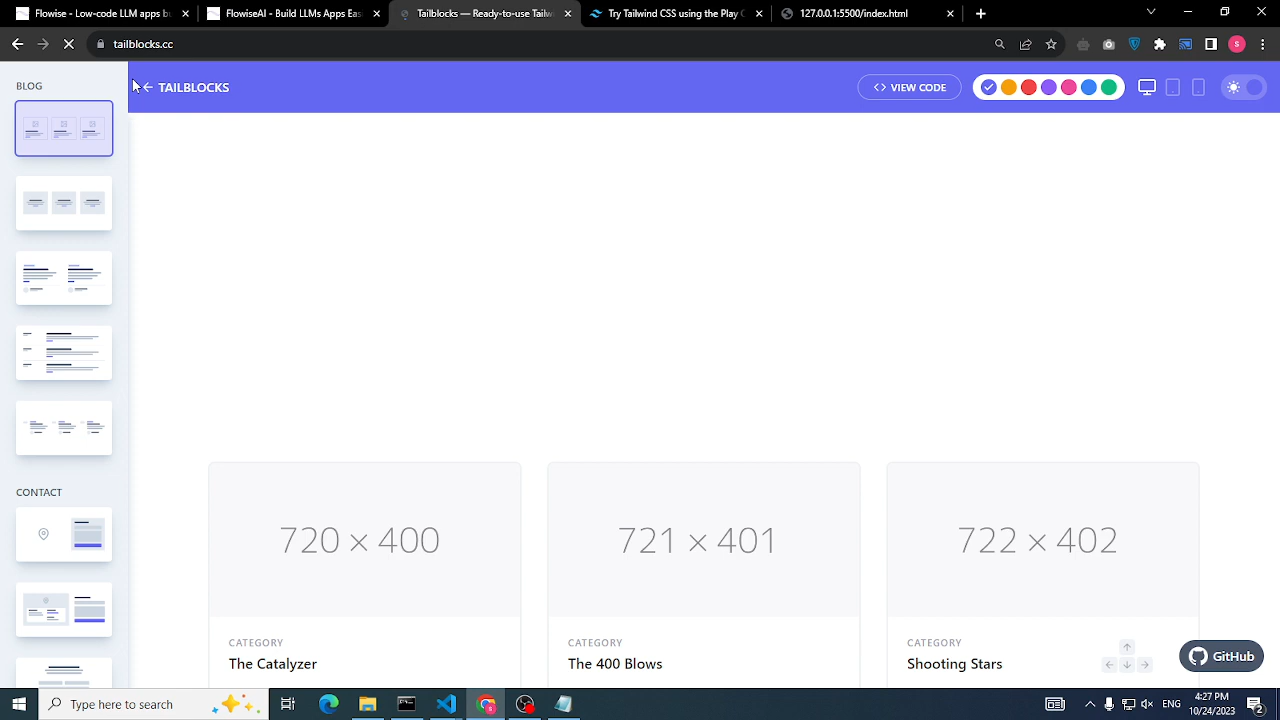 Flowise - Low-code LLM apps bu
FlowiseAI - Build LLMs Apps Eas
Tailblocks — Ready-to-use Tailw
Try Tailwind CSS using the Play C
127.0.0.1:5500/index.html
tailblocks.cc
S
BLOG
TAILBLOCKS
VIEW CODE
720 × 400
721 × 401
722 × 402
CONTACT
CATEGORY
The Catalyzer
CATEGORY
The 400 Blows
CATEGORY
Shooting Stars
GitHub
Type here to search
ENG
4:27 PM
10/24/2023
2